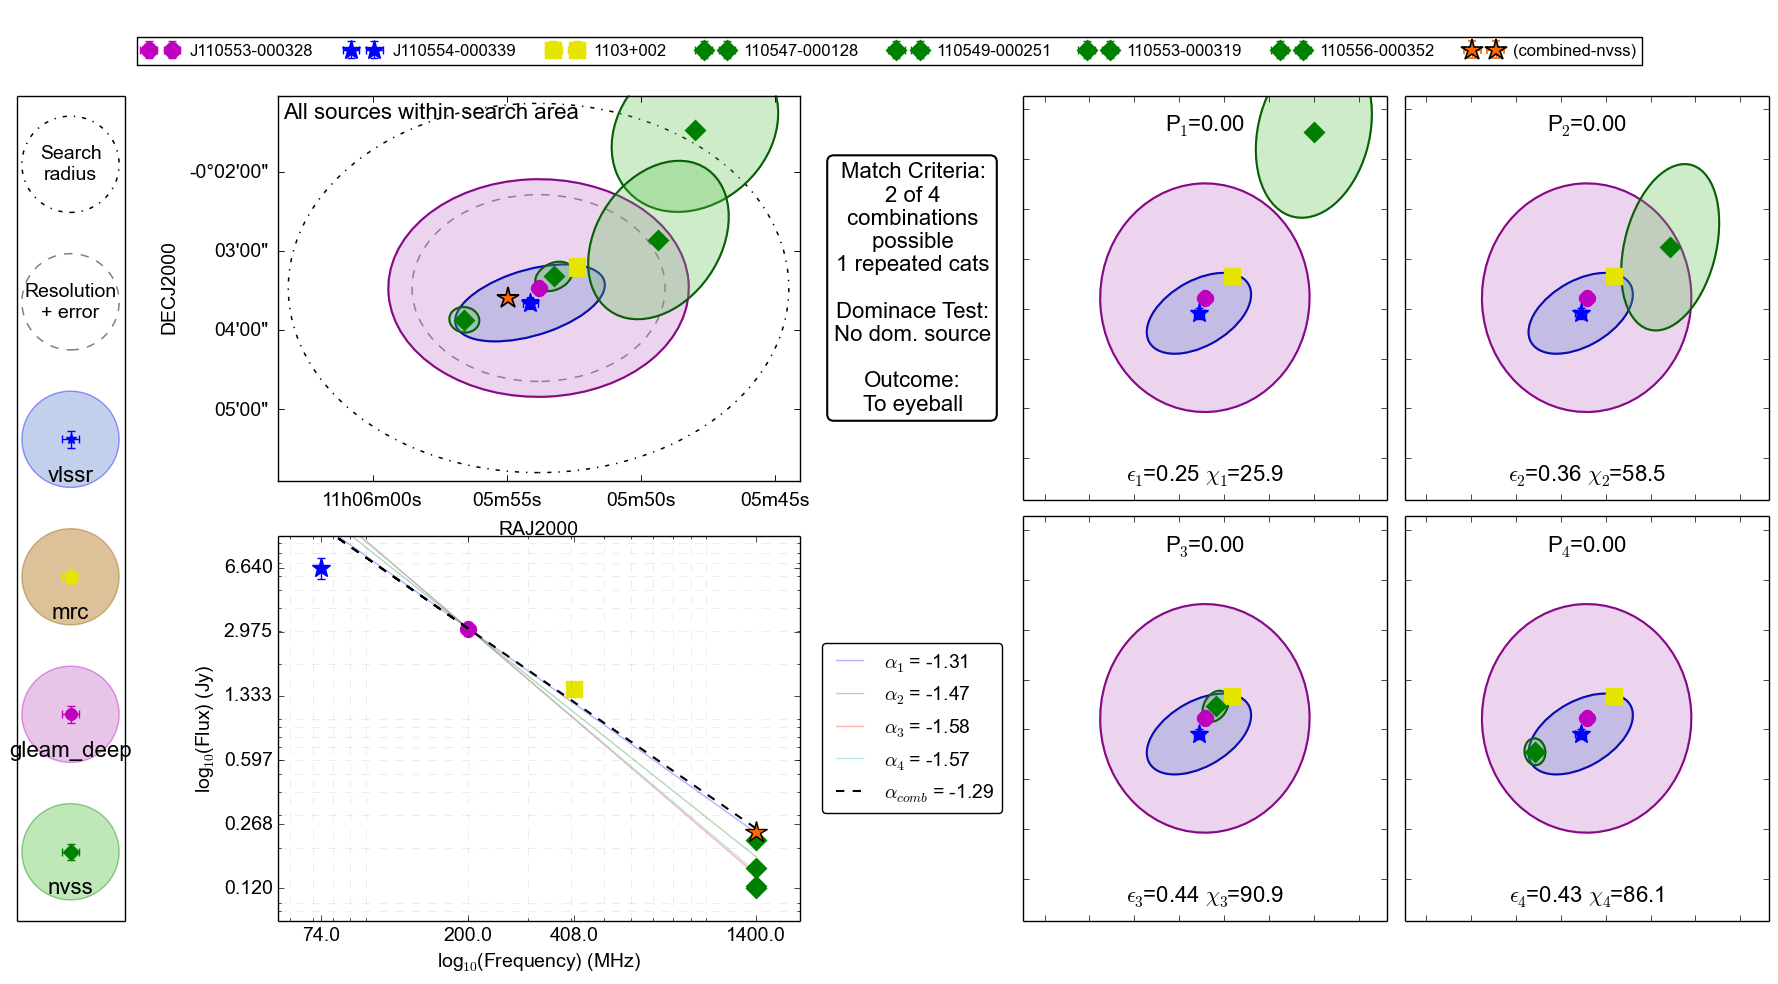 J110553-000328 J110554-000339 1103+002 110547-000128 110549-000251 110553-000319 110556-000352 (combined-nvss)
Search
radius
Resolution
+ error
vlssr
mrc
gleam_deep
nvss
All sources within search area
DECJ2000
-0°02'00"
03'00"
04'00"
05'00"
11h06m00s 05m55s 05m50s 05m45s
RAJ2000
Match Criteria:
2 of 4
combinations
possible
1 repeated cats
Dominace Test:
No dom. source
Outcome:
To eyeball
P₁=0.00
ϵ₁=0.25 χ₁=25.9
P₂=0.00
ϵ₂=0.36 χ₂=58.5
log₁₀(Flux) (Jy)
6.640
2.975
1.333
0.597
0.268
0.120
74.0 200.0 408.0 1400.0
log₁₀(Frequency) (MHz)
α₁ = -1.31
α₂ = -1.47
α₃ = -1.58
α₄ = -1.57
α_comb = -1.29
P₃=0.00
ϵ₃=0.44 χ₃=90.9
P₄=0.00
ϵ₄=0.43 χ₄=86.1